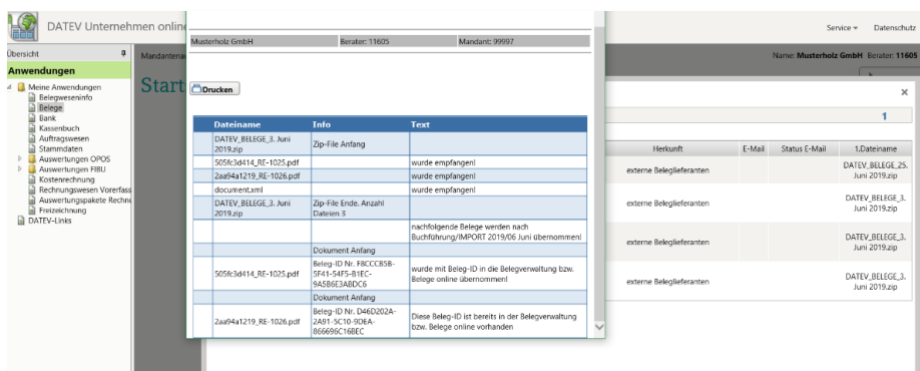 DATEV Unternehmen online
Service
Datenschutz
Übersicht
Musterholz GmbH
Berater: 11605
Mandant: 99997
Name: Musterholz GmbH Berater: 11605
Anwendungen
Start
Meine Anwendungen
Belegweseninfo
Belege
Bank
Kassenbuch
Auftragswesen
Stammdaten
Auswertungen OPOS
Auswertungen FIBU
Kostenrechnung
Rechnungswesen Vorerfass
Auswertungspakete Rechn
Freizeichnung
DATEV-Links
Drucken
Dateiname Info Text
DATEV_BELEGE_3. Juni
2019.zip
Zip-File Anfang
505fc3d414_RE-1025.pdf
wurde empfangen!
2aa94a1219_RE-1026.pdf
wurde empfangen!
document.xml
wurde empfangen!
DATEV_BELEGE_3. Juni
2019.zip
Zip-File Ende. Anzahl
Dateien 3
nachfolgende Belege werden nach
Buchführung/IMPORT 2019/06 Juni übernommen!
Dokument Anfang
505fc3d414_RE-1025.pdf
Beleg-ID Nr. F8CCCB5B-
5F41-54F5-B1EC-
9A5B6E3ABDC6
wurde mit Beleg-ID in die Belegverwaltung bzw.
Belege online übernommen!
Dokument Anfang
2aa94a1219_RE-1026.pdf
Beleg-ID Nr. D46D202A-
2A91-5C10-9DEA-
866696C16BEC
Diese Beleg-ID ist bereits in der Belegverwaltung
bzw. Belege online vorhanden
1
Herkunft E-Mail Status E-Mail 1.Dateiname
externe Beleglieferanten
DATEV_BELEGE_25.
Juni 2019.zip
DATEV_BELEGE_3.
Juni 2019.zip
externe Beleglieferanten
DATEV_BELEGE_3.
Juni 2019.zip
externe Beleglieferanten
DATEV_BELEGE_3.
Juni 2019.zip